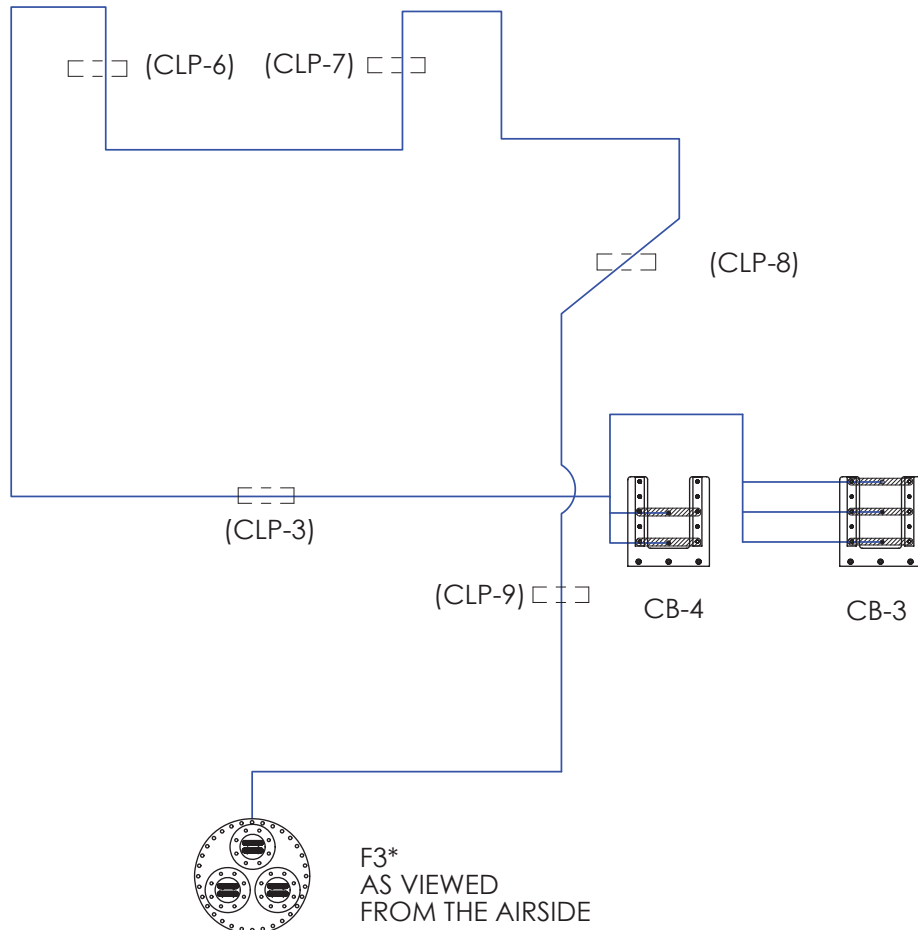 (CLP-6)
(CLP-7)
(CLP-8)
(CLP-3)
(CLP-9)
CB-4
CB-3
F3*
AS VIEWED
FROM THE AIRSIDE